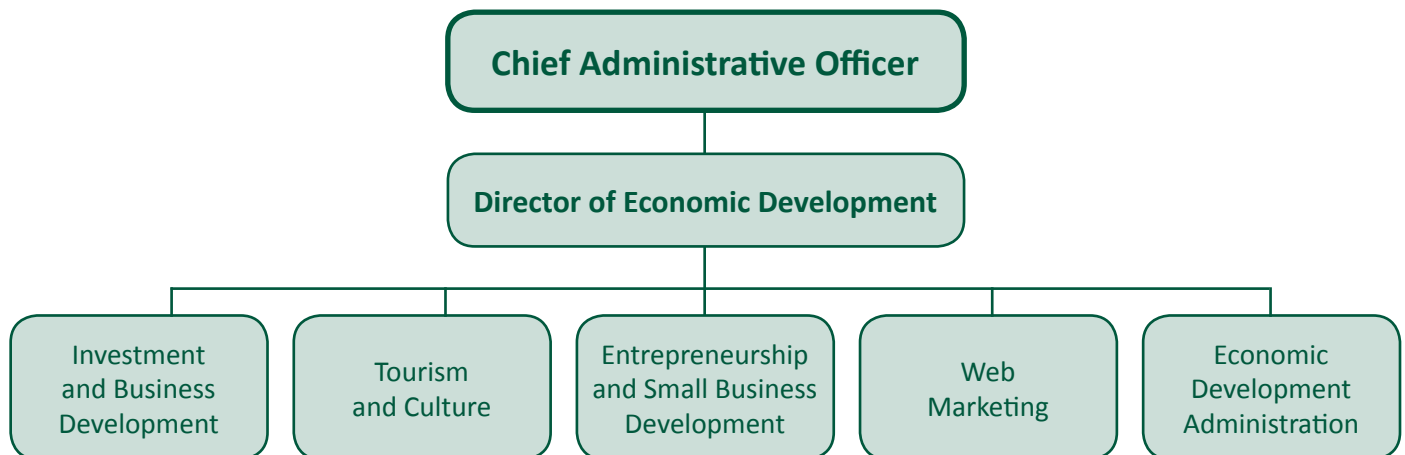 Chief Administrative Officer
Director of Economic Development
Investment
and Business
Development
Tourism
and Culture
Entrepreneurship
and Small Business
Development
Web
Marketing
Economic
Development
Administration